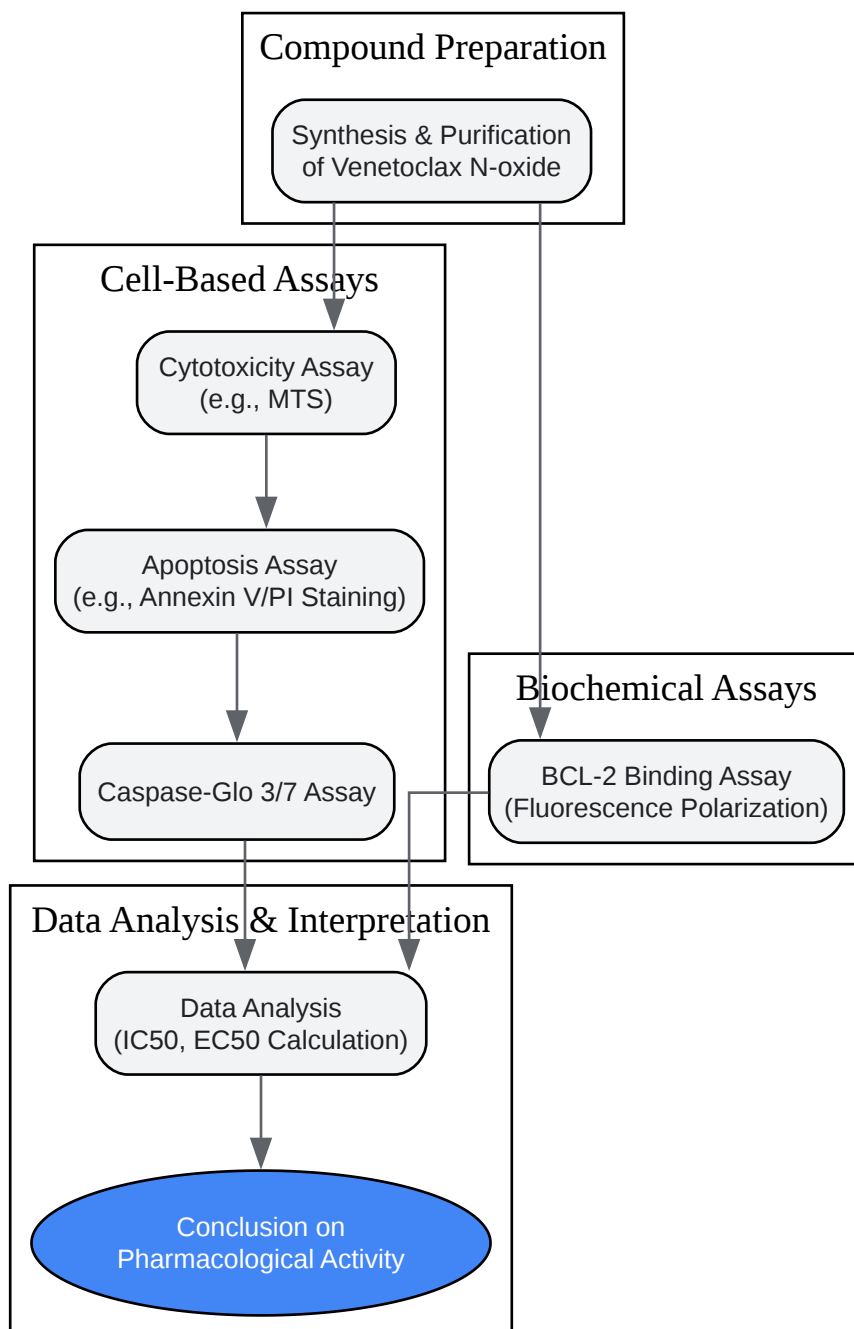 Compound Preparation
Synthesis & Purification
of Venetoclax N-oxide
Cell-Based Assays
Cytotoxicity Assay
(e.g., MTS)
Apoptosis Assay
(e.g., Annexin V/PI Staining)
Caspase-Glo 3/7 Assay
Biochemical Assays
BCL-2 Binding Assay
(Fluorescence Polarization)
Data Analysis & Interpretation
Data Analysis
(IC50, EC50 Calculation)
Conclusion on
Pharmacological Activity